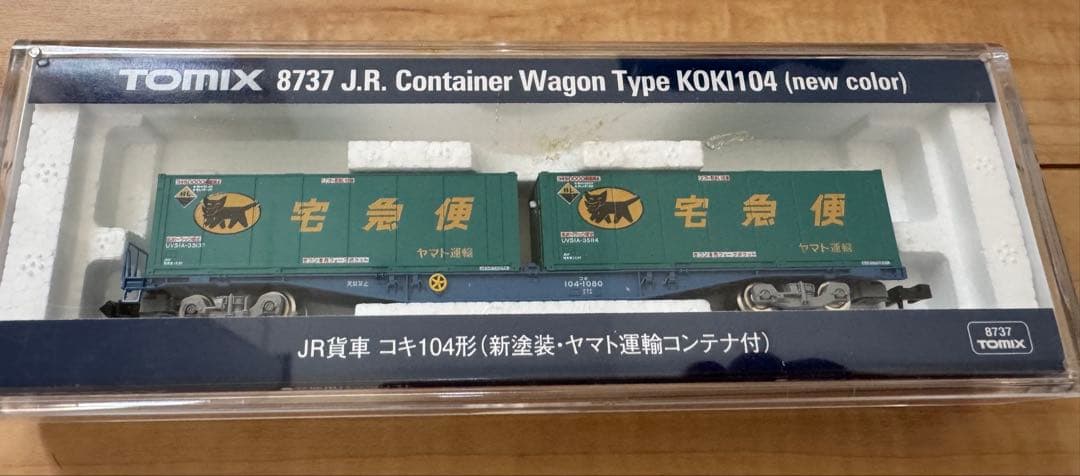 TOMIX 8737 J.R. Container Wagon Type KOKI104 (new color)
宅急便
ヤマト運輸
宅急便
ヤマト運輸
コキ
104-1080
JR貨車 コキ104形(新塗装・ヤマト運輸コンテナ付)
8737
TOMIX